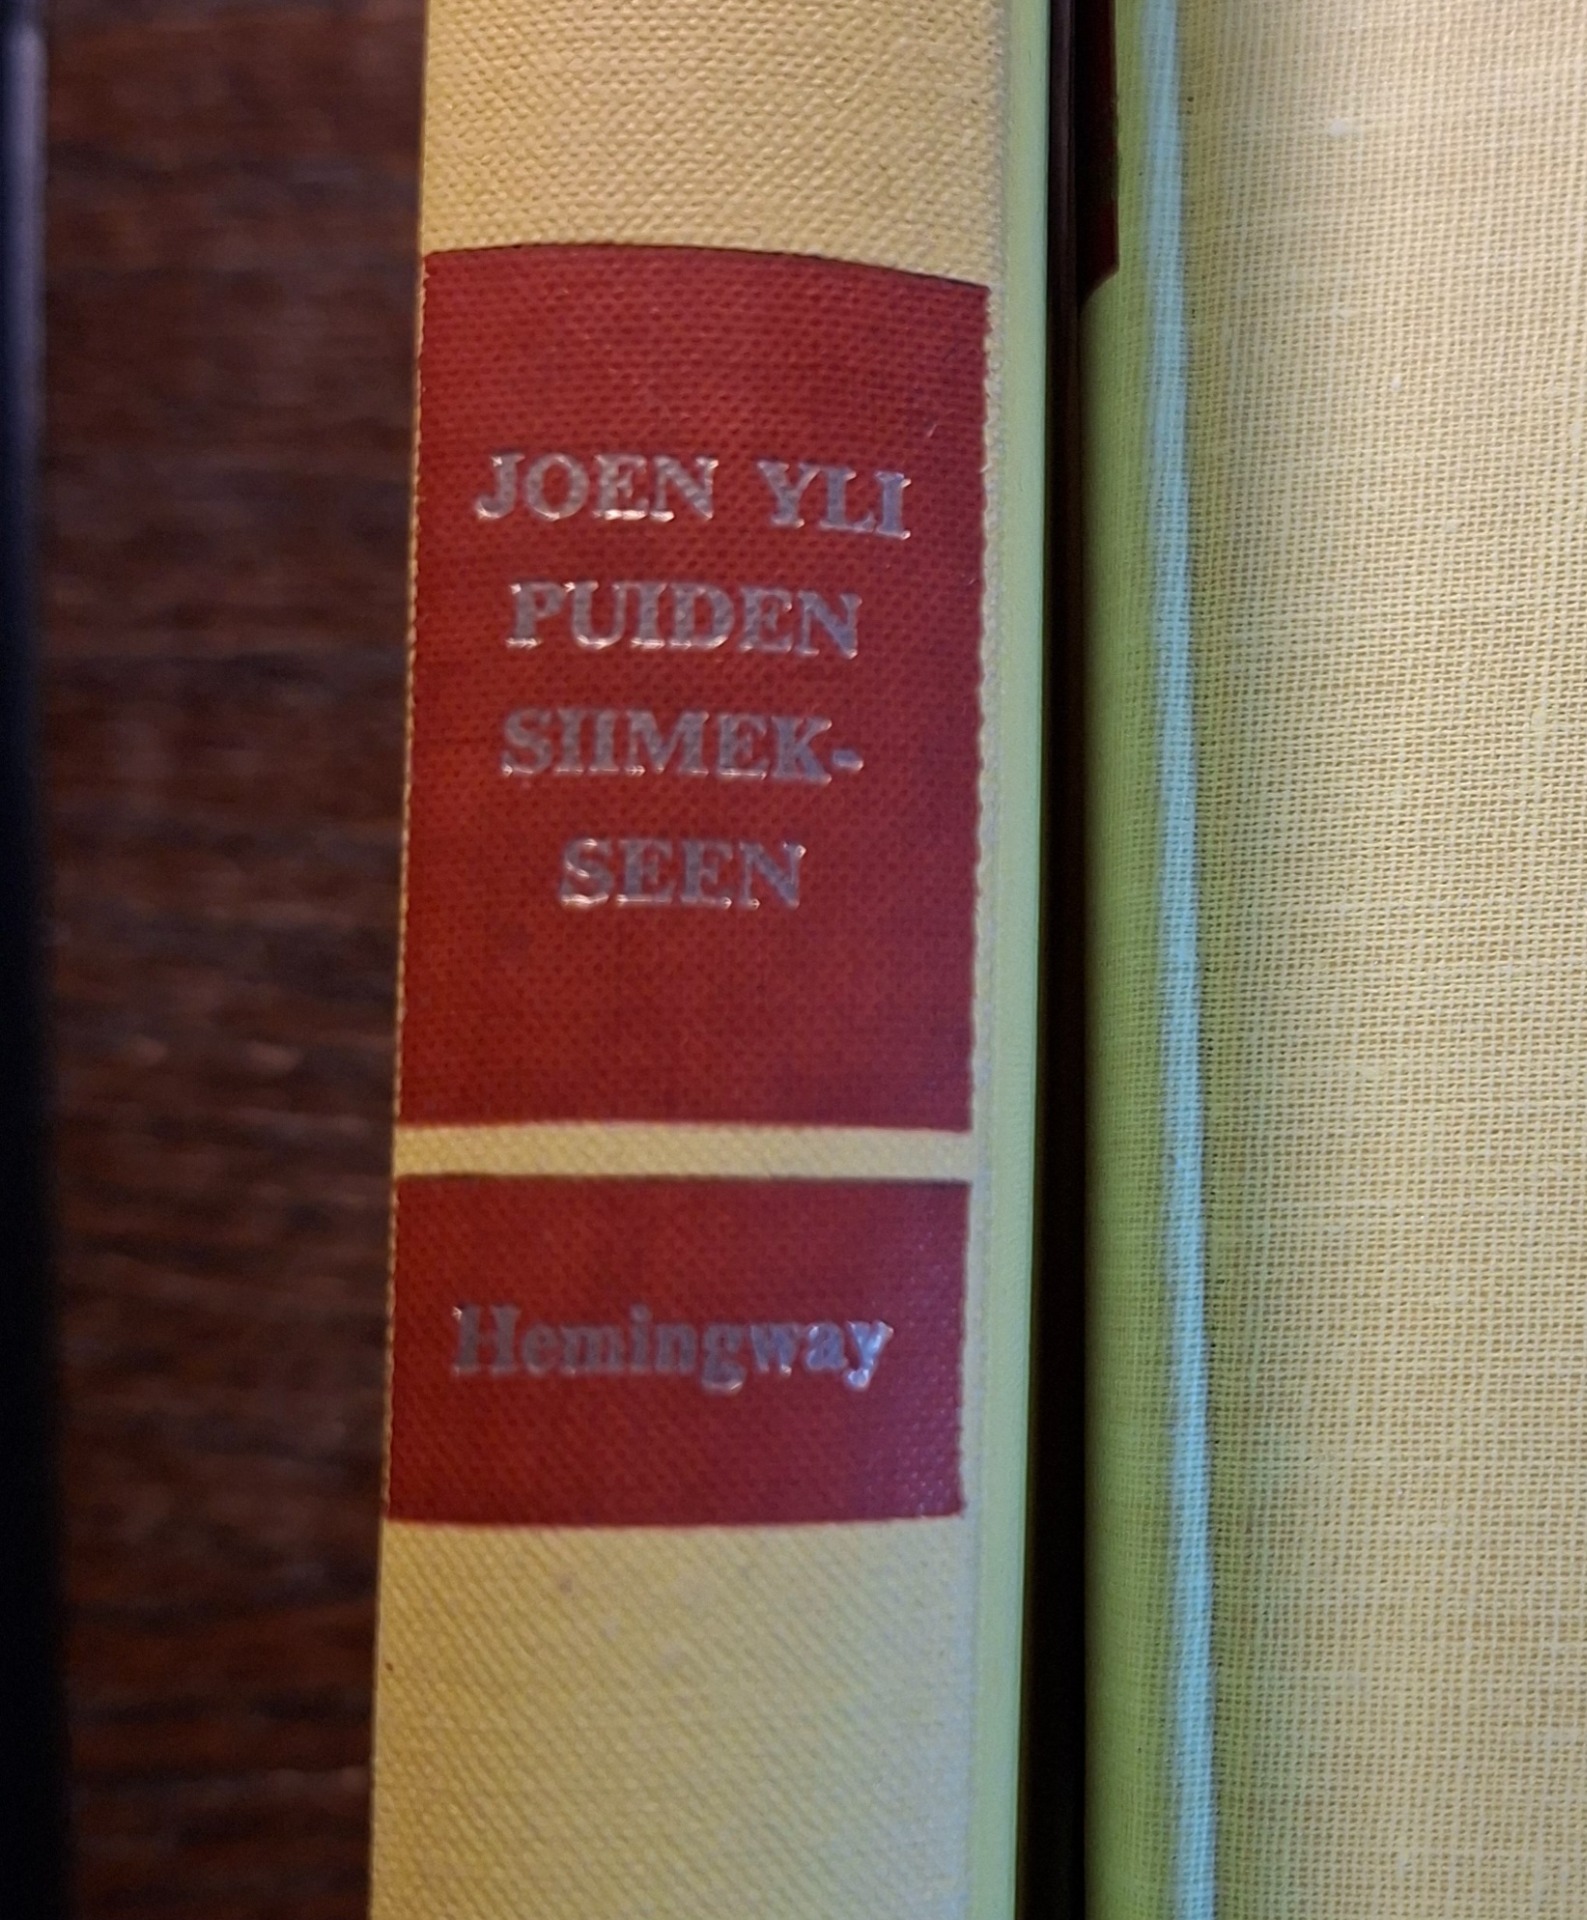 JOEN YLI
PUIDEN
SIIMEK-
SEEN
Hemingway